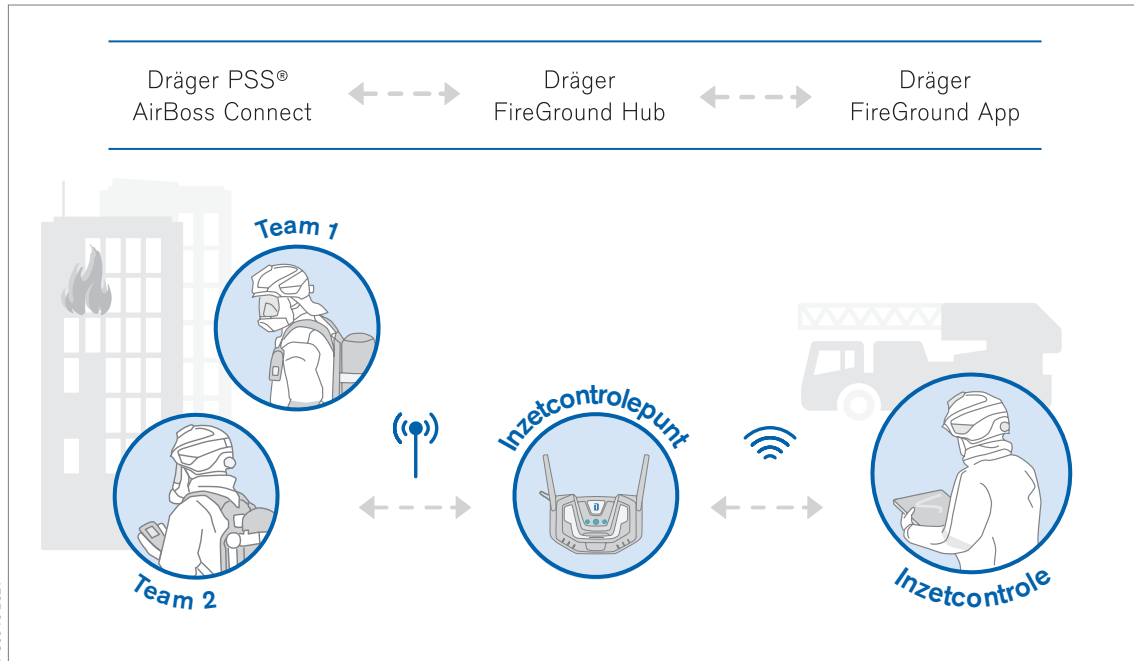 Dräger PSS®
AirBoss Connect
Dräger
FireGround Hub
Dräger
FireGround App
Team 1
Inzetcontrolepunt
Team 2
Inzetcontrole